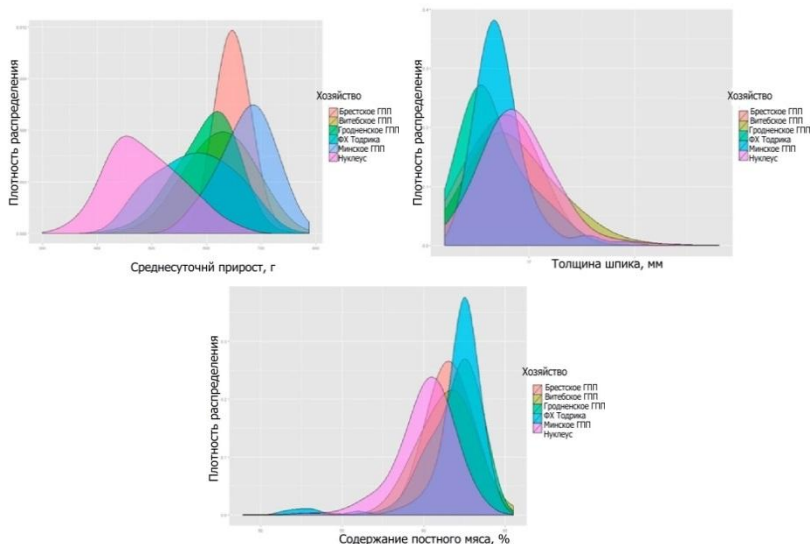 Плотность распределения
Среднесуточнй прирост, г
Хозяйство
Брестское ГПП
Витебское ГПП
Гродненское ГПП
ФХ Тодрика
Минское ГПП
Нуклеус
Плотность распределения
Толщина шпика, мм
Хозяйство
Брестское ГПП
Витебское ГПП
Гродненское ГПП
ФХ Тодрика
Минское ГПП
Нуклеус
Плотность распределения
Содержание постного мяса, %
Хозяйство
Брестское ГПП
Витебское ГПП
Гродненское ГПП
ФХ Тодрика
Минское ГПП
Нуклеус